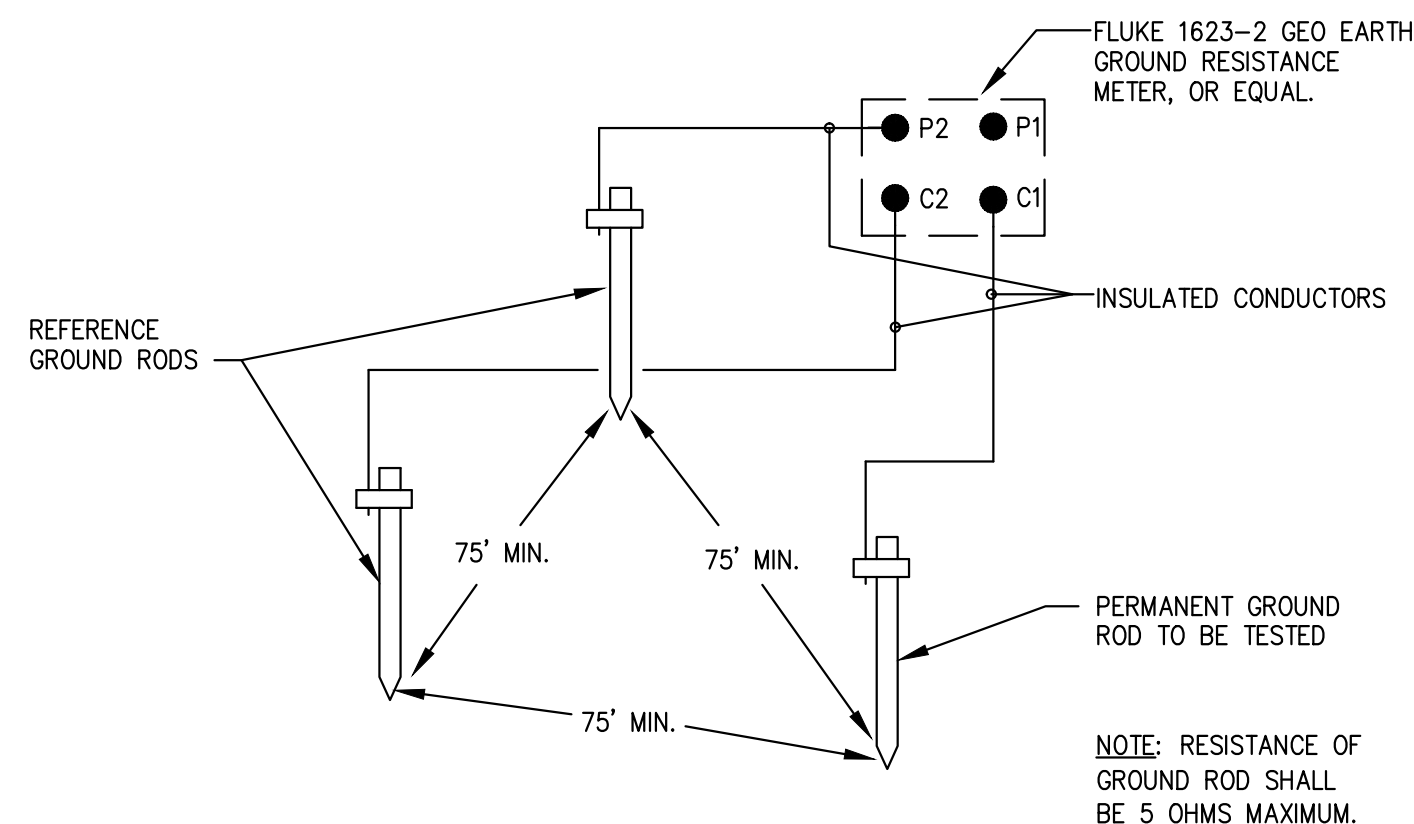 FLUKE 1623-2 GEO EARTH
GROUND RESISTANCE
METER, OR EQUAL.
P2
P1
C2
C1
INSULATED CONDUCTORS
REFERENCE
GROUND RODS
75' MIN.
75' MIN.
PERMANENT GROUND
ROD TO BE TESTED
75' MIN.
NOTE: RESISTANCE OF
GROUND ROD SHALL
BE 5 OHMS MAXIMUM.